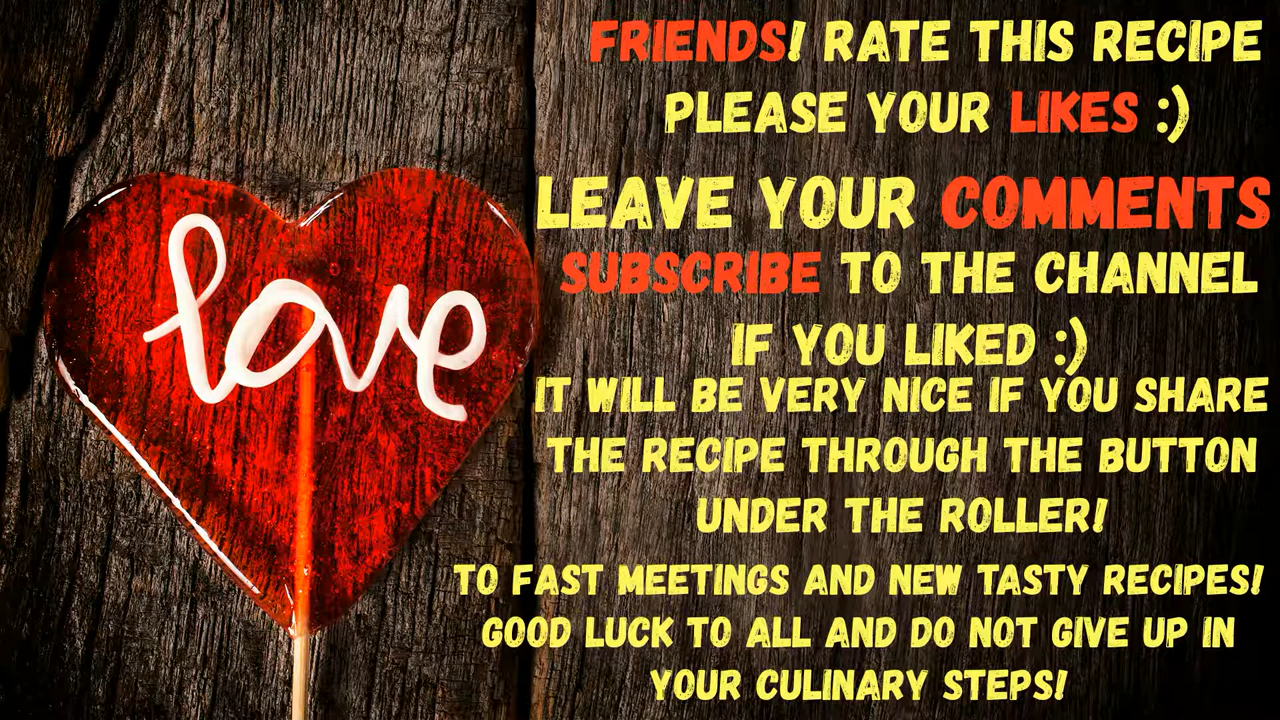 love
FRIENDS! RATE THIS RECIPE
PLEASE YOUR LIKES :)
LEAVE YOUR COMMENTS
SUBSCRIBE TO THE CHANNEL
IF YOU LIKED :)
IT WILL BE VERY NICE IF YOU SHARE
THE RECIPE THROUGH THE BUTTON
UNDER THE ROLLER!
TO FAST MEETINGS AND NEW TASTY RECIPES!
GOOD LUCK TO ALL AND DO NOT GIVE UP IN
YOUR CULINARY STEPS!